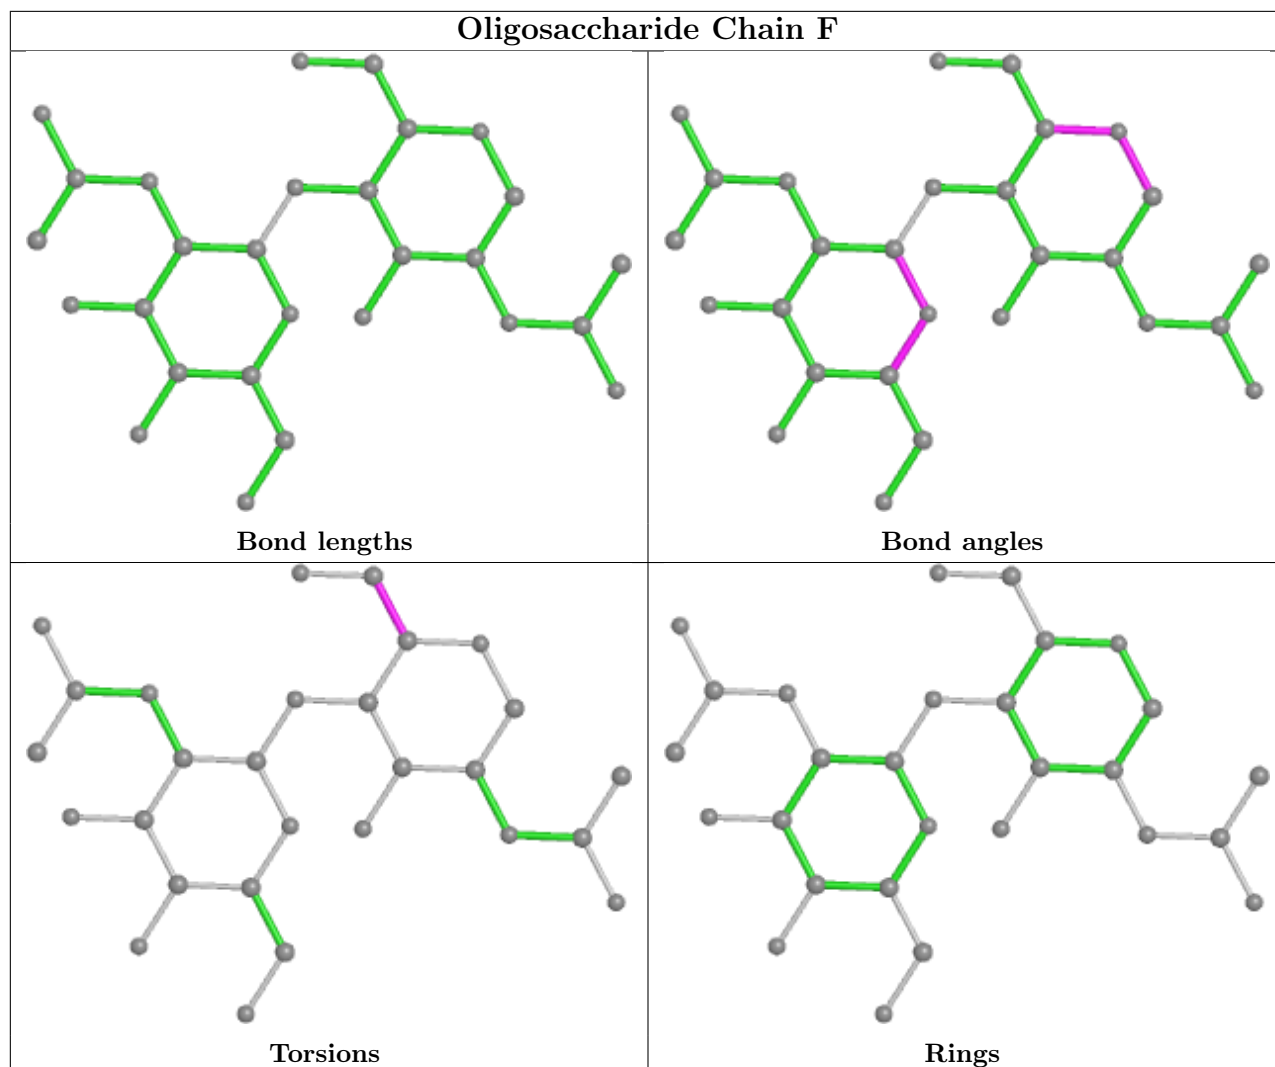 Oligosaccharide Chain F
Bond lengths
Bond angles
Torsions
Rings